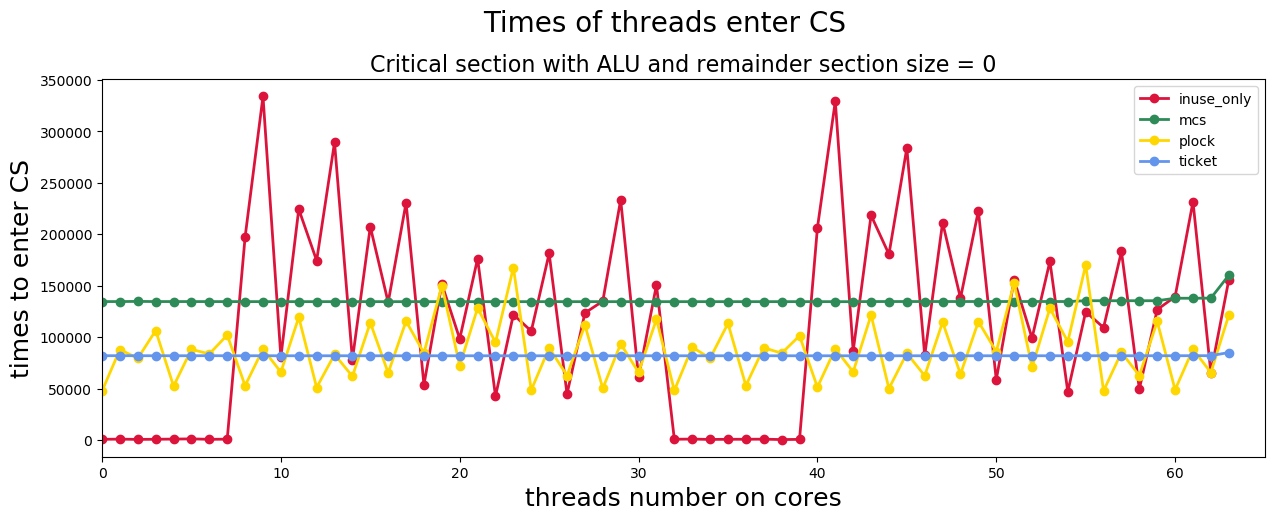 Times of threads enter CS
Critical section with ALU and remainder section size = 0
350000
300000
250000
200000
150000
100000
50000
0
times to enter CS
inuse_only
mcs
plock
ticket
0 10 20 30 40 50 60
threads number on cores